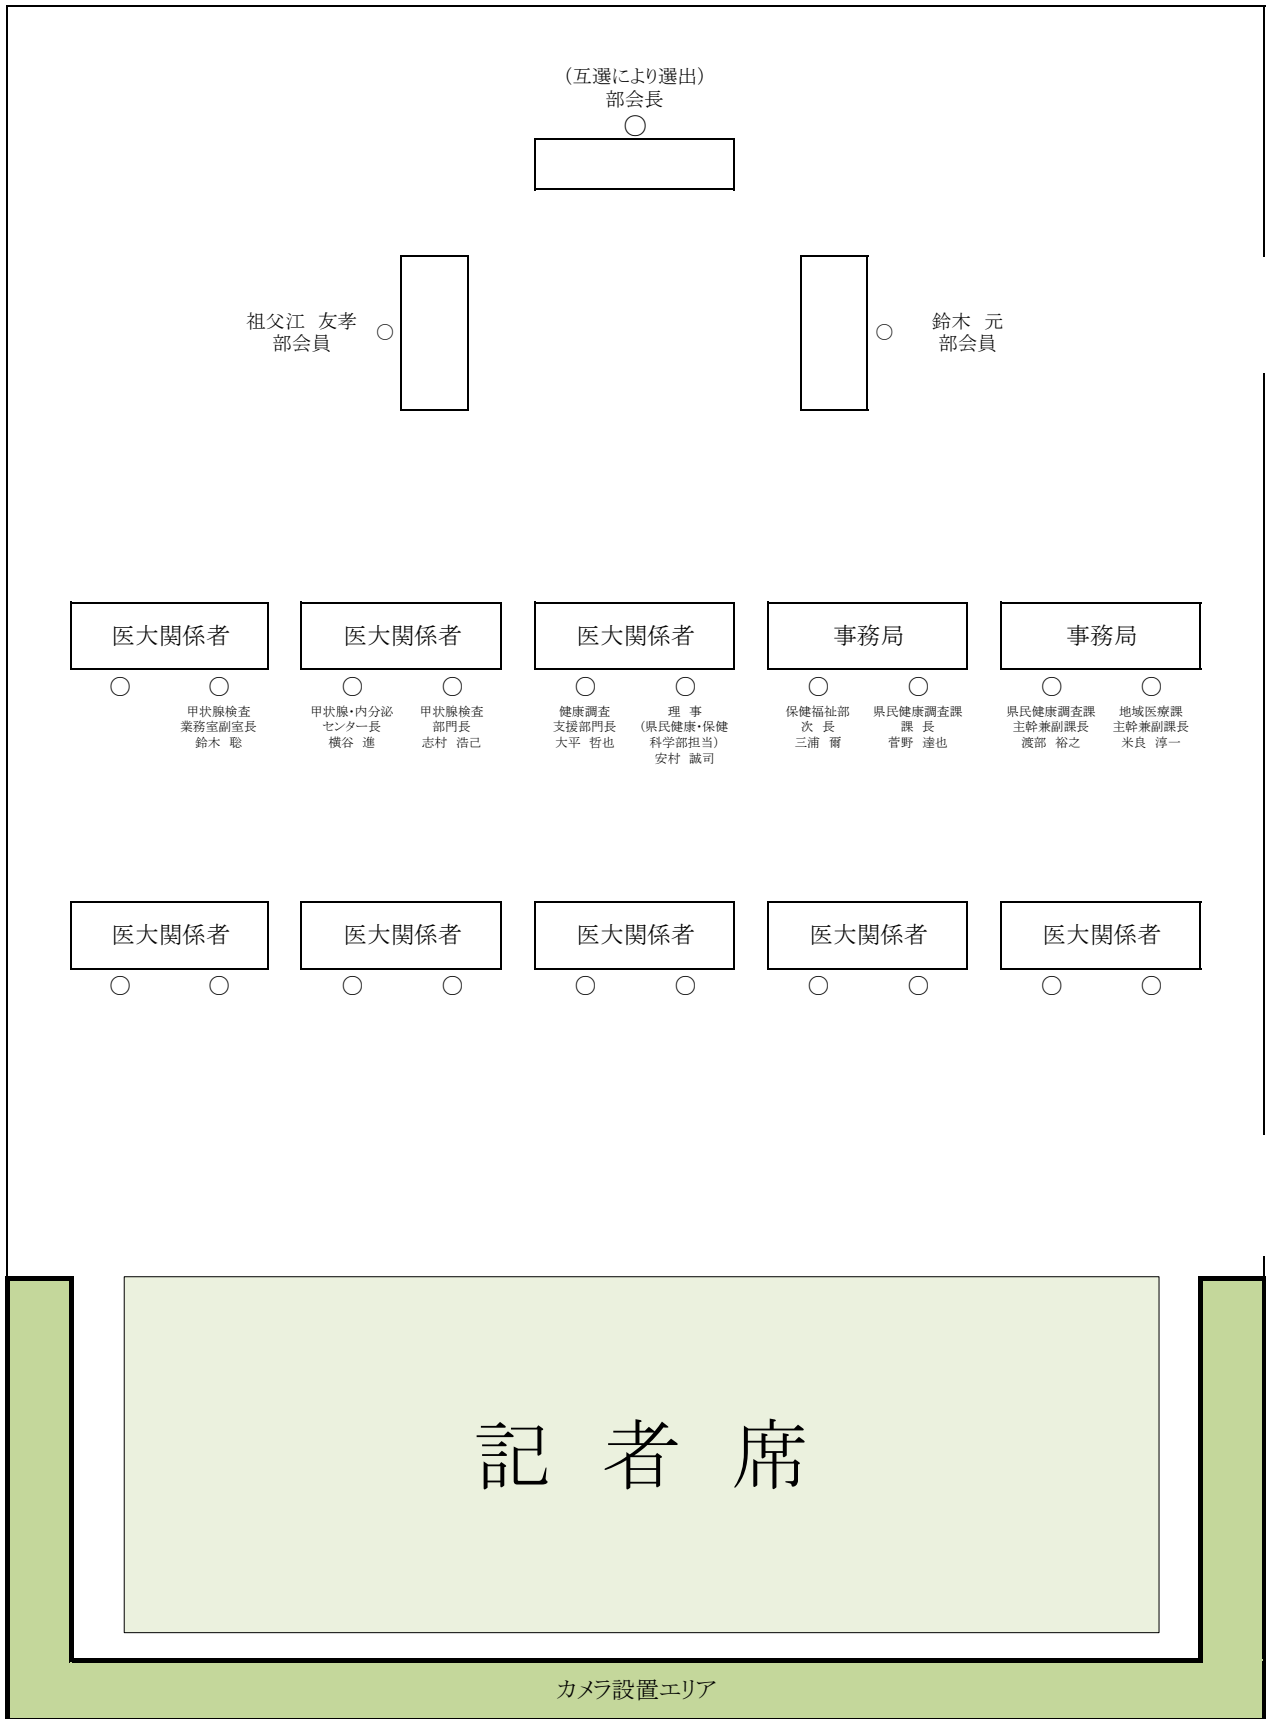 (互選により選出)
部会長
祖父江 友孝
部会員
鈴木 元
部会員
医大関係者
医大関係者
医大関係者
事務局
事務局
甲状腺検査
業務室副室長
鈴木 聡
甲状腺・内分泌
センター長
横谷 進
甲状腺検査
部門長
志村 浩己
健康調査
支援部門長
大平 哲也
理 事
(県民健康・保健
科学部担当)
安村 誠司
保健福祉部
次 長
三浦 爾
県民健康調査課
課 長
菅野 達也
県民健康調査課
主幹兼副課長
渡部 裕之
地域医療課
主幹兼副課長
米良 淳一
医大関係者
医大関係者
医大関係者
医大関係者
医大関係者
記 者 席
カメラ設置エリア